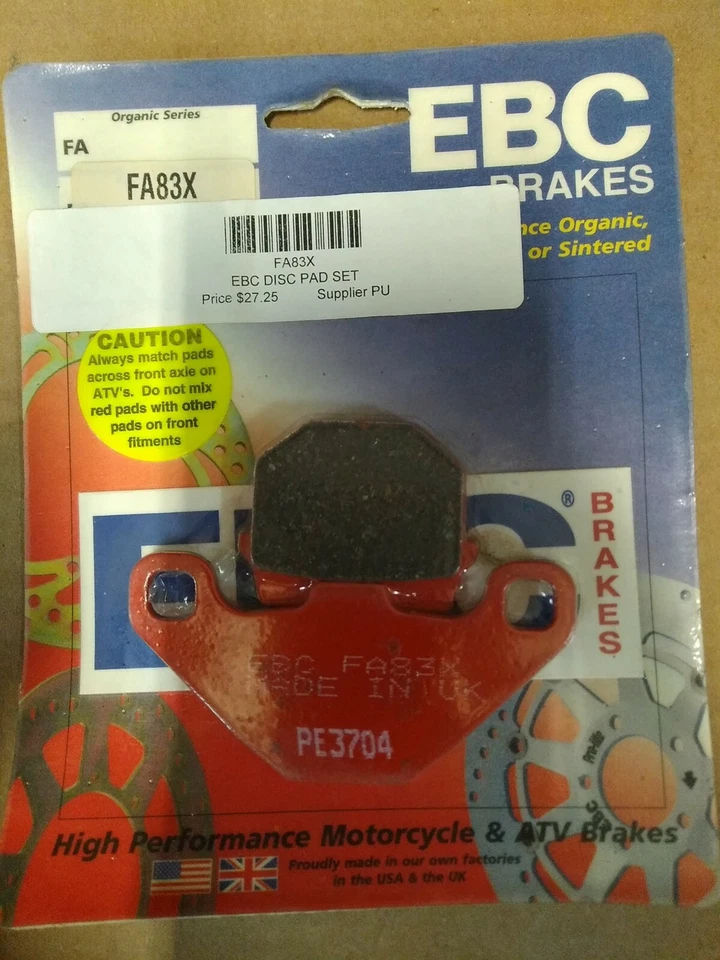 Organic Series
FA
FA83X
EBC
BRAKES
nce Organic,
or Sintered
FA83X
EBC DISC PAD SET
Price $27.25 Supplier PU
CAUTION
Always match pads
across front axle on
ATV's. Do not mix
red pads with other
pads on front
fitments
®
BRAKES
EBC FA83X
MADE IN UK
PE3704
EBC
High Performance Motorcycle & ATV Brakes
Proudly made in our own factories
in the USA & the UK